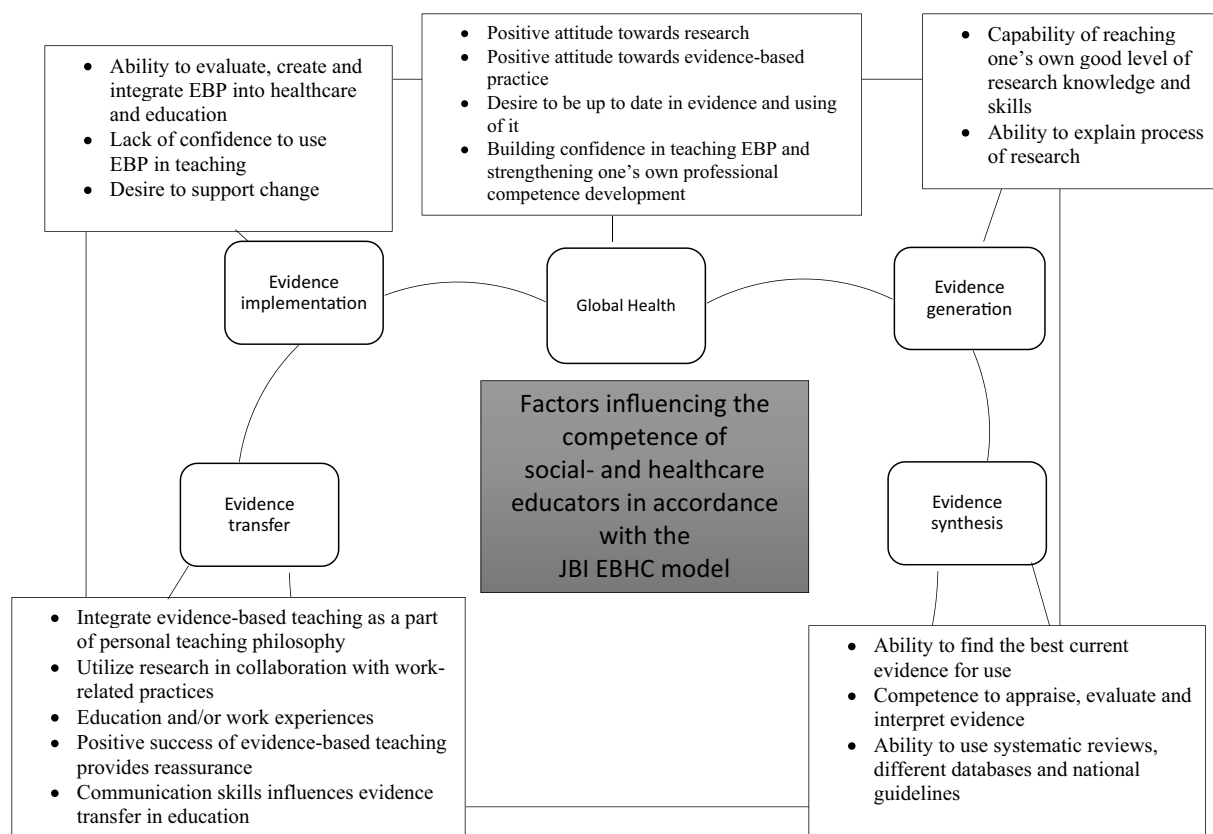 • Ability to evaluate, create and
integrate EBP into healthcare
and education
• Lack of confidence to use
EBP in teaching
• Desire to support change
• Positive attitude towards research
• Positive attitude towards evidence-based
practice
• Desire to be up to date in evidence and using
of it
• Building confidence in teaching EBP and
strengthening one’s own professional
competence development
• Capability of reaching
one’s own good level of
research knowledge and
skills
• Ability to explain process
of research
Evidence
implementation
Global Health
Evidence
generation
Factors influencing the
competence of
social- and healthcare
educators in accordance
with the
JBI EBHC model
Evidence
transfer
Evidence
synthesis
• Integrate evidence-based teaching as a part
of personal teaching philosophy
• Utilize research in collaboration with work-
related practices
• Education and/or work experiences
• Positive success of evidence-based teaching
provides reassurance
• Communication skills influences evidence
transfer in education
• Ability to find the best current
evidence for use
• Competence to appraise, evaluate and
interpret evidence
• Ability to use systematic reviews,
different databases and national
guidelines